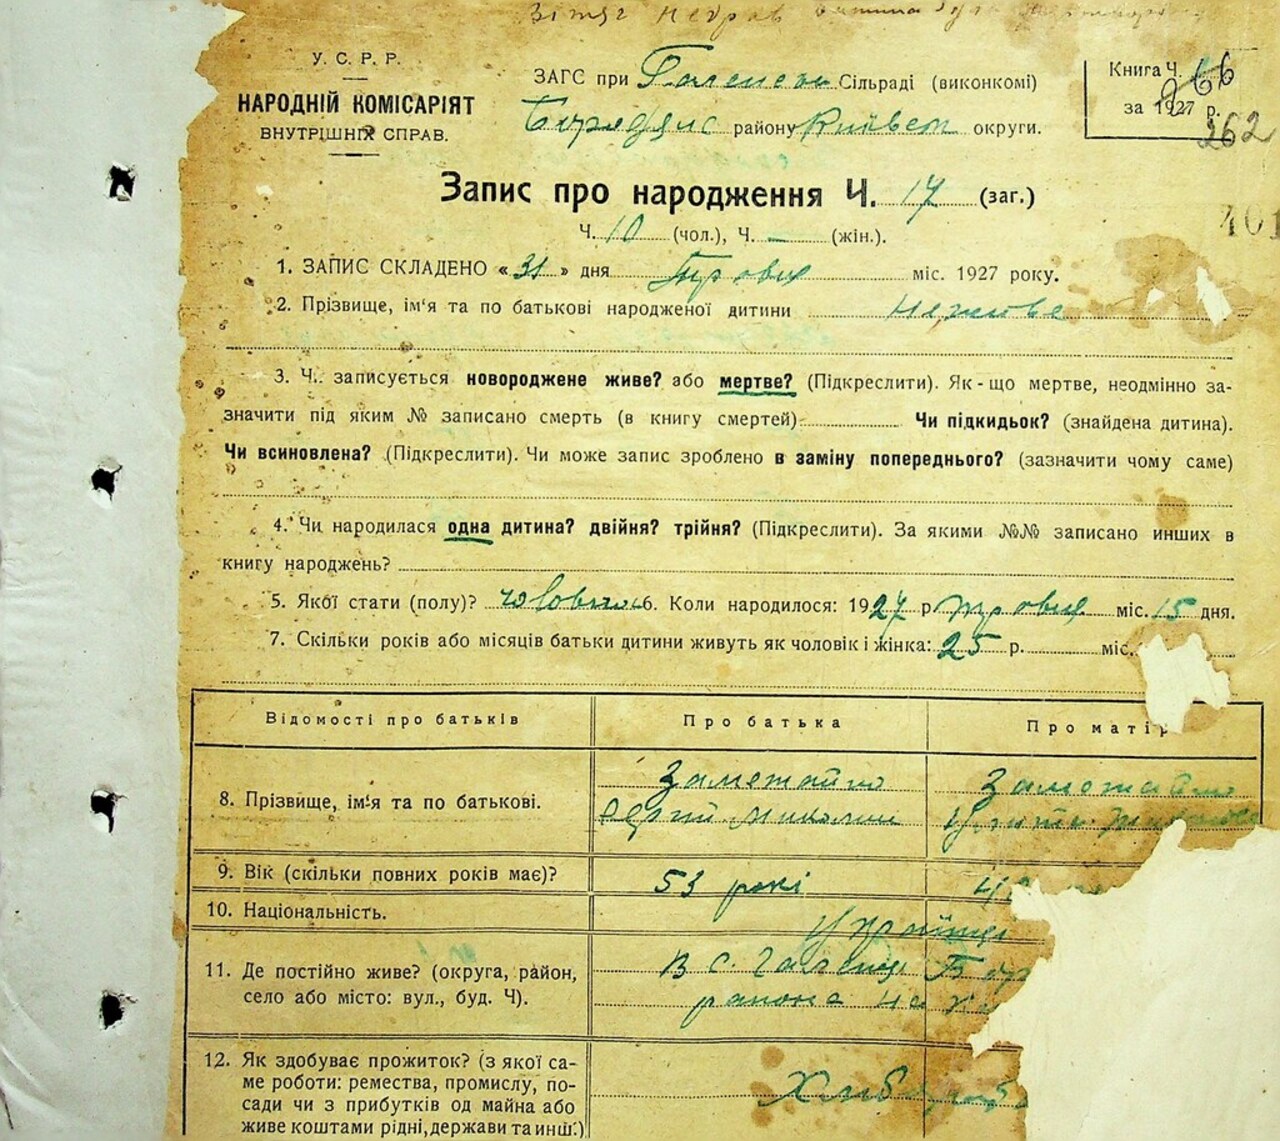 У. С. Р. Р.
НАРОДНІЙ КОМІСАРІЯТ
ВНУТРІШНІХ СПРАВ.
ЗАГС при Сільраді (виконкомі)
району Київск округи.
Книга Ч.
за 1927 р.
262
401
Запис про народження Ч. 17 (заг.)
Ч. 10 (чол.), Ч. — (жін.).
1. ЗАПИС СКЛАДЕНО « 31 » дня Травня міс. 1927 року.
2. Прізвище, ім'я та по батькові народженої дитини Неживе
3. Ч. записується новороджене живе? або мертве? (Підкреслити). Як-що мертве, неодмінно за-
значити під яким № записано смерть (в книгу смертей) Чи підкидьок? (знайдена дитина).
Чи всиновлена? (Підкреслити). Чи може запис зроблено в заміну попереднього? (зазначити чому саме)
4. Чи народилася одна дитина? двійня? трійня? (Підкреслити). За якими №№ записано инших в
книгу народжень?
5. Якої стати (полу)? 6. Коли народилося: 1927 р травня міс. 15 дня.
7. Скільки років або місяців батьки дитини живуть як чоловік і жінка: 25 р. міс.
Відомості про батьків Про батька Про матір
8. Прізвище, ім'я та по батькові.
9. Вік (скільки повних років має)? 53 рокі
10. Національність.
11. Де постійно живе? (округа, район,
село або місто: вул., буд. Ч).
В с.
района
12. Як здобуває прожиток? (з якої са-
ме роботи: ремества, промислу, по-
сади чи з прибутків од майна або
живе коштами рідні, держави та инш.)